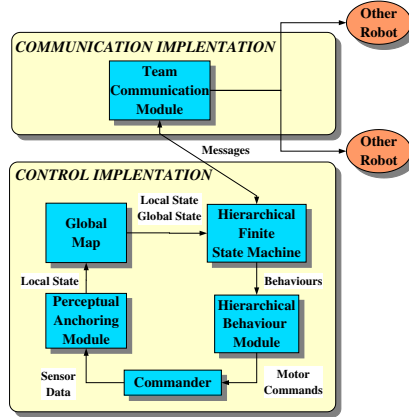 Other
Robot
COMMUNICATION IMPLENTATION
Team
Communication
Module
Other
Robot
Messages
CONTROL IMPLENTATION
Local State
Global State
Global
Map
Hierarchical
Finite
State Machine
Local State
Behaviours
Perceptual
Anchoring
Module
Hierarchical
Behaviour
Module
Sensor
Data
Commander
Motor
Commands